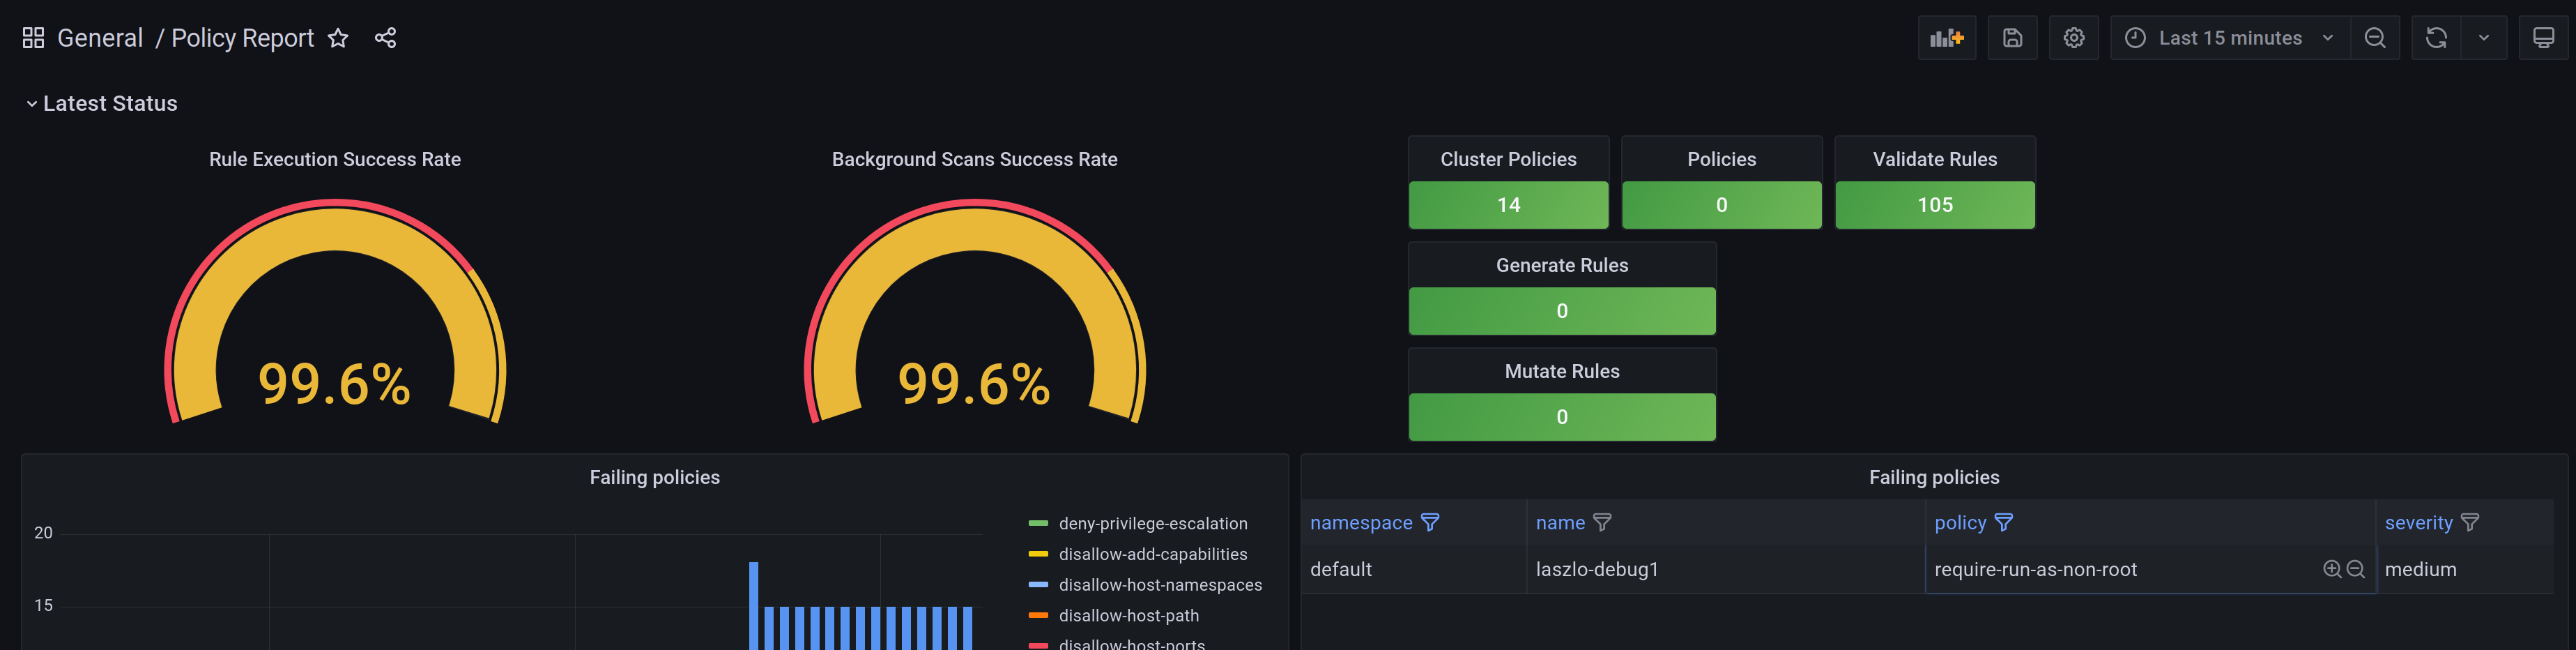 General / Policy Report
Last 15 minutes
Latest Status
Rule Execution Success Rate
99.6%
Background Scans Success Rate
99.6%
Cluster Policies
14
Policies
0
Validate Rules
105
Generate Rules
0
Mutate Rules
0
Failing policies
20
15
deny-privilege-escalation
disallow-add-capabilities
disallow-host-namespaces
disallow-host-path
disallow-host-ports
Failing policies
namespace name policy severity
default laszlo-debug1 require-run-as-non-root medium